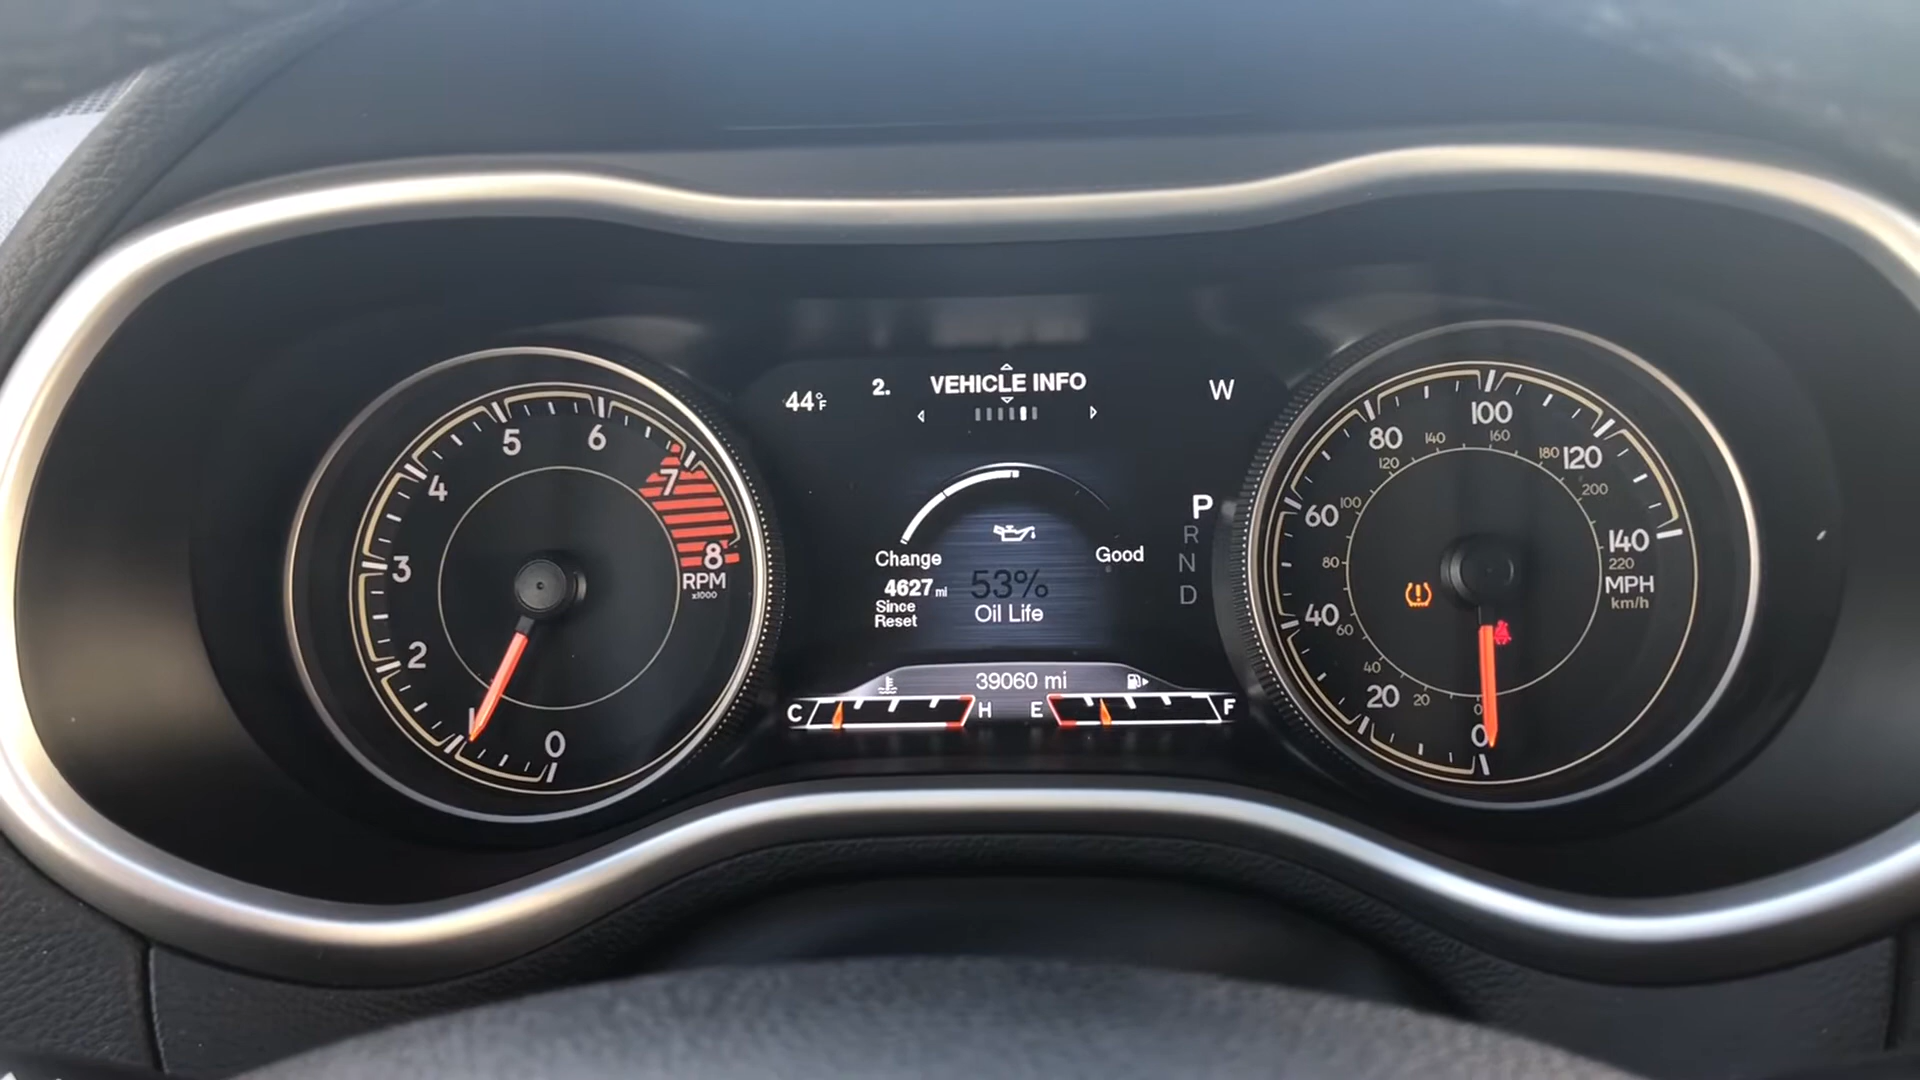 44°F
2.
VEHICLE INFO
W
Change
Good
4627 mi
Since
Reset
53%
Oil Life
39060 mi
C
H
E
F
P
R
N
D
0
1
2
3
4
5
6
7
8
RPM
x1000
0
20
40
60
80
100
120
140
MPH
km/h
0
20
40
60
80
100
120
140
160
180
200
220